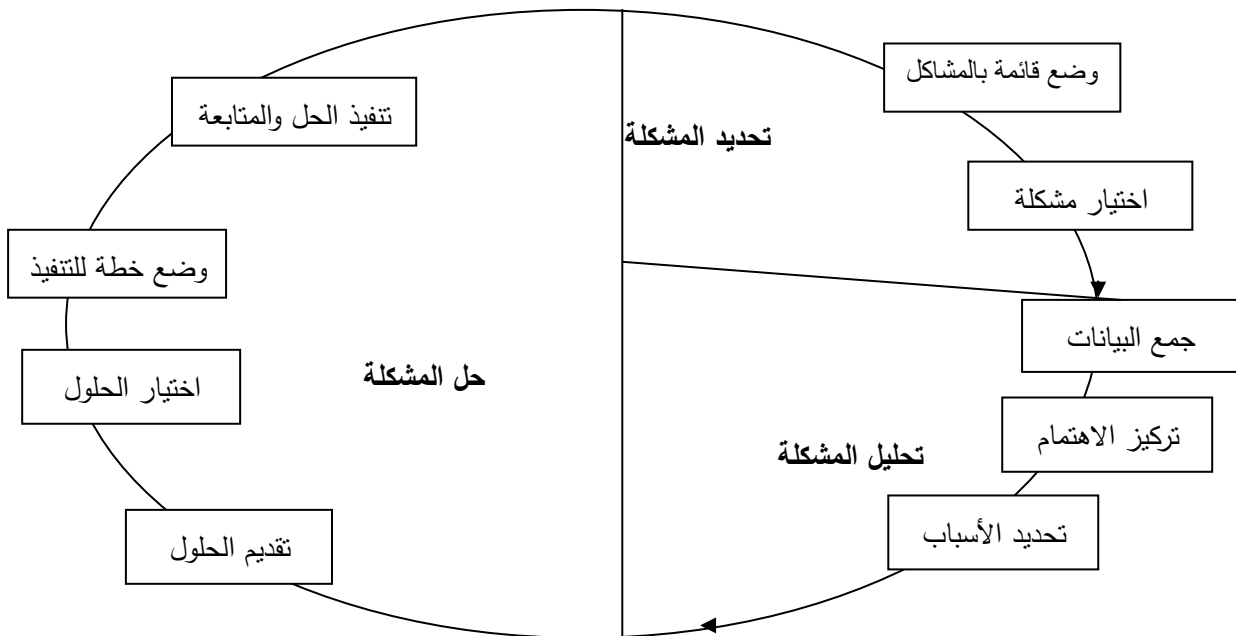 وضع قائمة بالمشاكل
تنفيذ الحل والمتابعة
تحديد المشكلة
اختيار مشكلة
وضع خطة للتنفيذ
جمع البيانات
اختيار الحلول
حل المشكلة
تركيز الاهتمام
تحليل المشكلة
تحديد الأسباب
تقديم الحلول